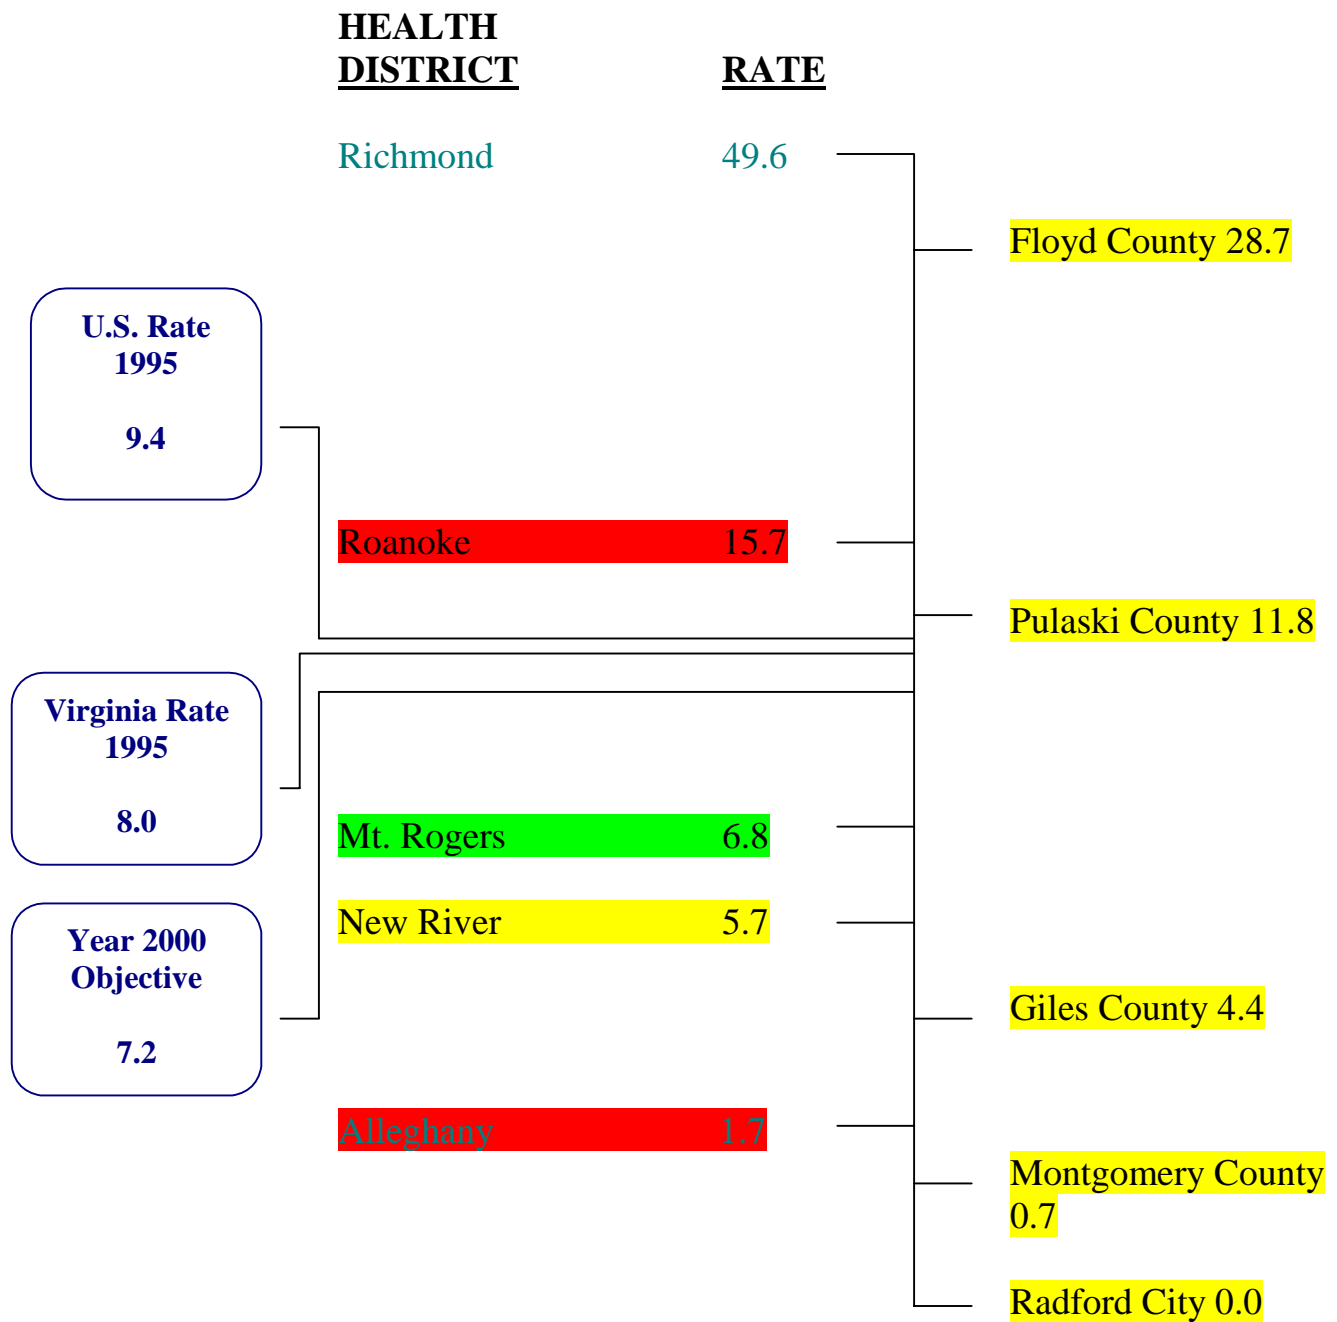 HEALTH
DISTRICT RATE
Richmond 49.6
Floyd County 28.7
U.S. Rate
1995
9.4
Roanoke 15.7
Pulaski County 11.8
Virginia Rate
1995
8.0
Mt. Rogers 6.8
New River 5.7
Year 2000
Objective
7.2
Giles County 4.4
Alleghany 1.7
Montgomery County
0.7
Radford City 0.0